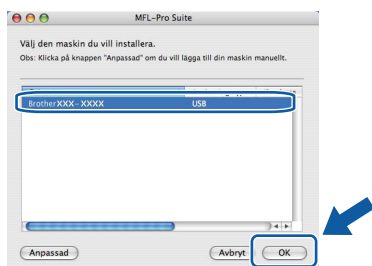 MFL-Pro Suite
Välj den maskin du vill installera.
Obs: Klicka på knappen "Anpassad" om du vill lägga till din maskin manuellt.
BrotherXXX-XXXX USB
Anpassad Avbryt OK